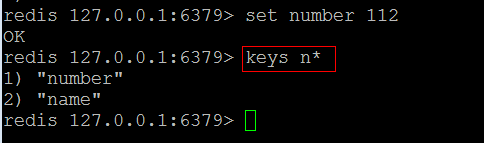 redis 127.0.0.1:6379> set number 112
OK
redis 127.0.0.1:6379> keys n*
1) "number"
2) "name"
redis 127.0.0.1:6379>